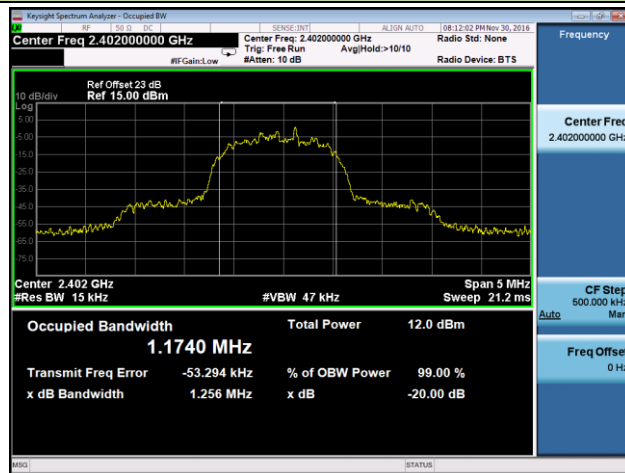 Keysight Spectrum Analyzer - Occupied BW
RF 50 Ω DC SENSE:INT ALIGN AUTO 08:12:02 PM Nov 30, 2016
Center Freq 2.402000000 GHz Center Freq: 2.402000000 GHz Radio Std: None
Trig: Free Run Avg|Hold:>10/10
#IFGain:Low #Atten: 10 dB Radio Device: BTS
Ref Offset 23 dB
10 dB/div Ref 15.00 dBm
Log
5.00
-5.00
-15.0
-25.0
-35.0
-45.0
-55.0
-65.0
-75.0
Center 2.402 GHz Span 5 MHz
#Res BW 15 kHz #VBW 47 kHz Sweep 21.2 ms
Occupied Bandwidth Total Power 12.0 dBm
1.1740 MHz
Transmit Freq Error -53.294 kHz % of OBW Power 99.00 %
x dB Bandwidth 1.256 MHz x dB -20.00 dB
MSG STATUS
Frequency
Center Freq
2.402000000 GHz
CF Step
500.000 kHz
Auto Man
Freq Offset
0 Hz